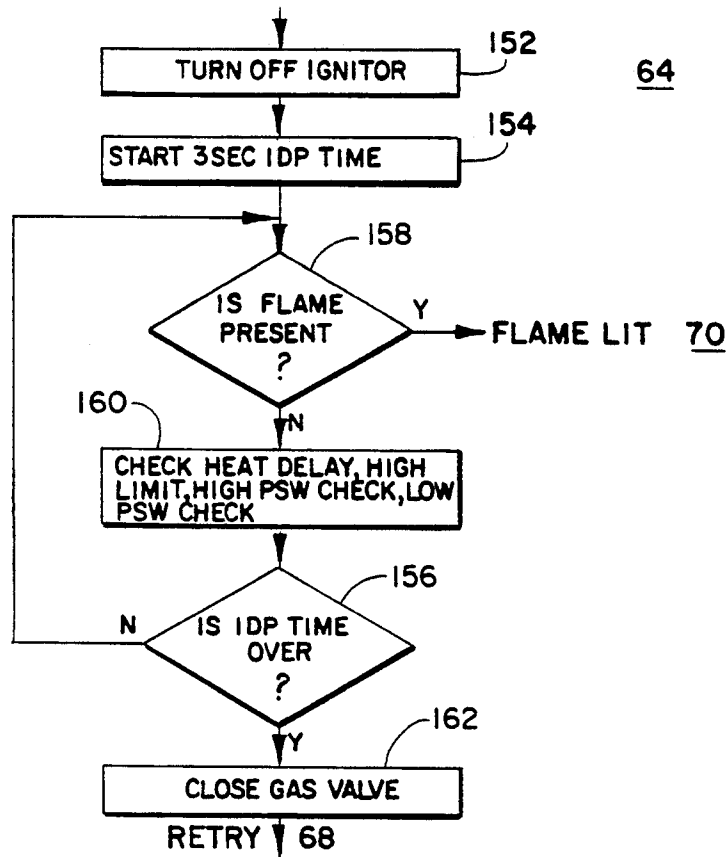 152
TURN OFF IGNITOR
64
154
START 3SEC IDP TIME
158
IS FLAME
PRESENT
?
Y
FLAME LIT 70
N
160
CHECK HEAT DELAY, HIGH
LIMIT, HIGH PSW CHECK, LOW
PSW CHECK
156
IS IDP TIME
OVER
?
N
Y
162
CLOSE GAS VALVE
RETRY 68